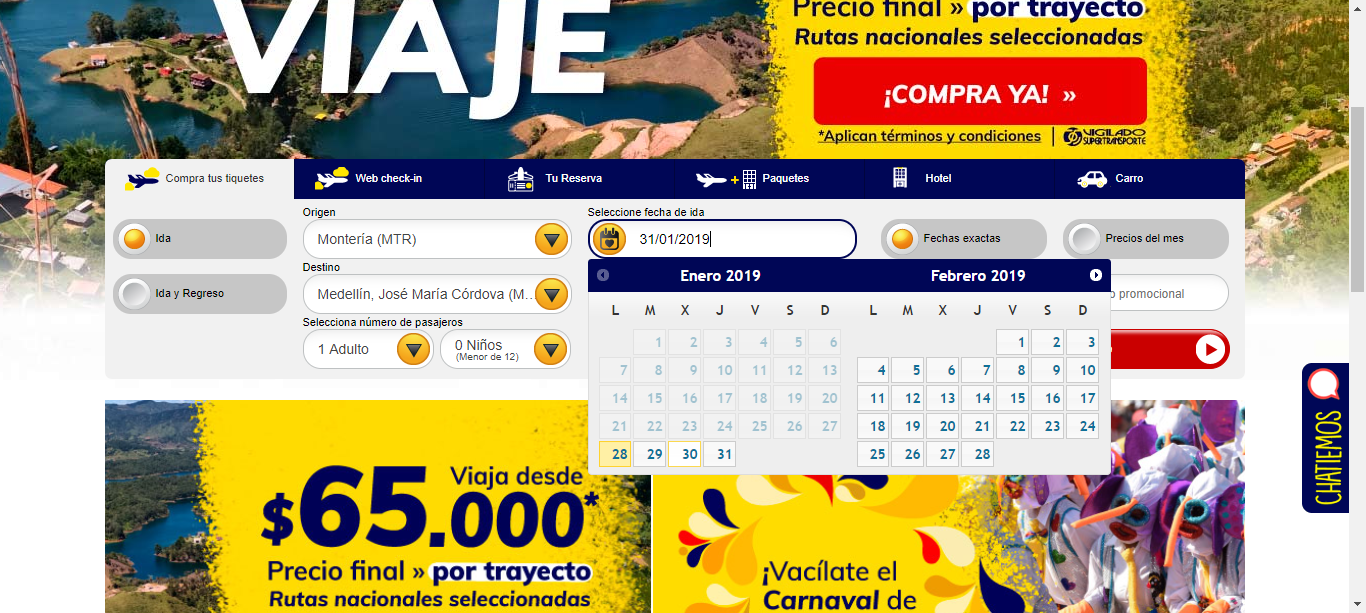 VIAJE
Precio final » por trayecto
Rutas nacionales seleccionadas
¡COMPRA YA! »
*Aplican términos y condiciones | VIGILADO
SUPERTRANSPORTE
Compra tus tiquetes
Web check-in
Tu Reserva
Paquetes
Hotel
Carro
Ida
Ida y Regreso
Origen
Montería (MTR)
Destino
Medellín, José María Córdova (M...
Selecciona número de pasajeros
1 Adulto
0 Niños
(Menor de 12)
Seleccione fecha de ida
31/01/2019
Fechas exactas
Precios del mes
promocional
Enero 2019
L M X J V S D
1 2 3 4 5 6
7 8 9 10 11 12 13
14 15 16 17 18 19 20
21 22 23 24 25 26 27
28 29 30 31
Febrero 2019
L M X J V S D
1 2 3
4 5 6 7 8 9 10
11 12 13 14 15 16 17
18 19 20 21 22 23 24
25 26 27 28
CHATIEMOS
Viaja desde
$65.000*
Precio final » por trayecto
Rutas nacionales seleccionadas
¡Vacílate el
Carnaval de